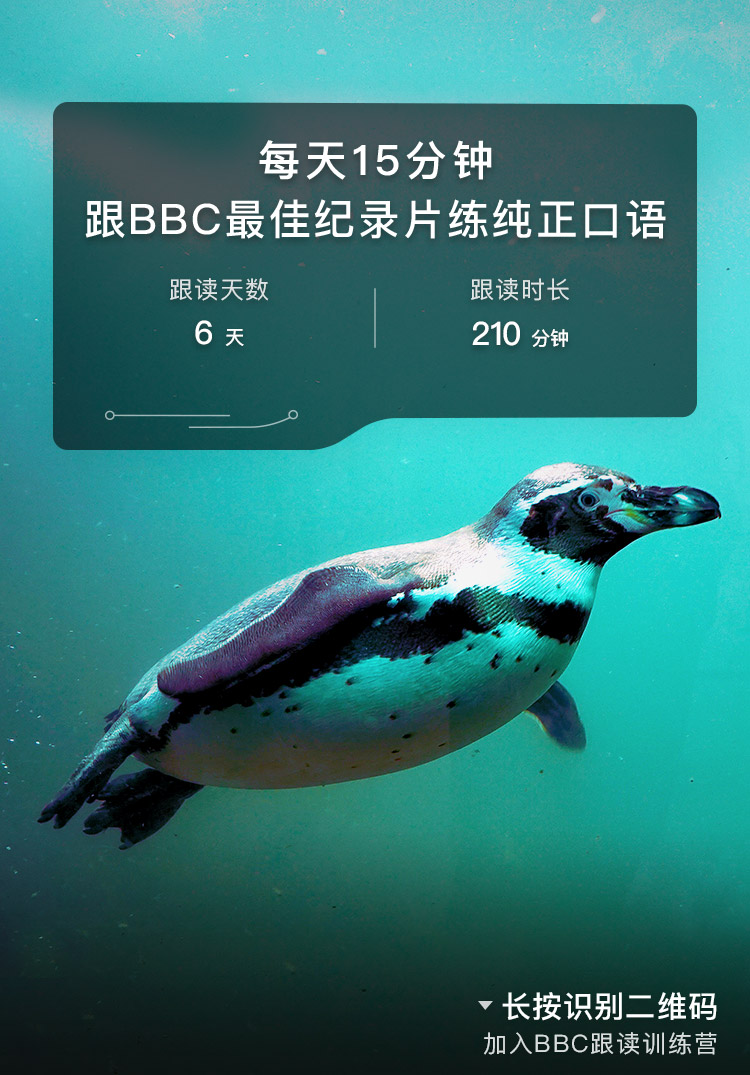 每天15分钟
跟BBC最佳纪录片练纯正口语
跟读天数
6 天
跟读时长
210 分钟
长按识别二维码
加入BBC跟读训练营